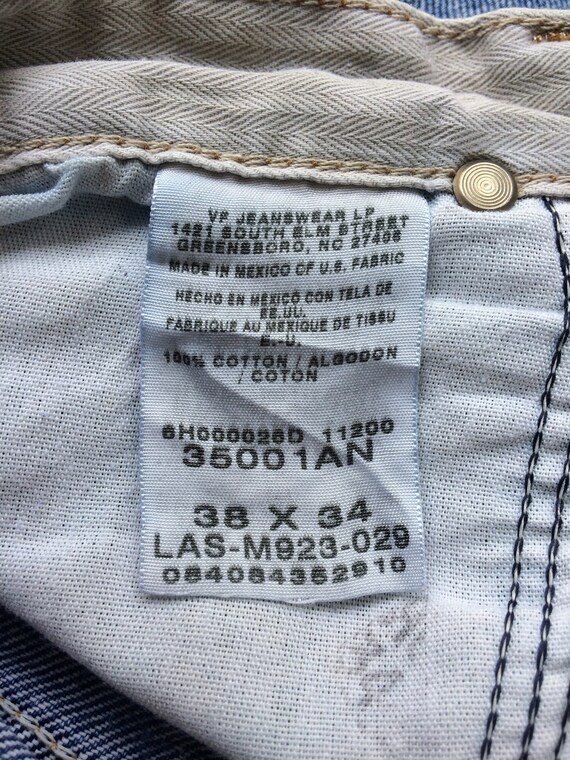 VF JEANSWEAR LP
1421 SOUTH ELM STREET
GREENSBORO, NC 27406
MADE IN MEXICO OF U.S. FABRIC
HECHO EN MEXICO CON TELA DE
EE.UU.
FABRIQUE AU MEXIQUE DE TISSU
E.-U.
100% COTTON / ALGODON
/ COTON
6H000026D 11200
35001AN
38 X 34
LAS-M923-029
084084352910